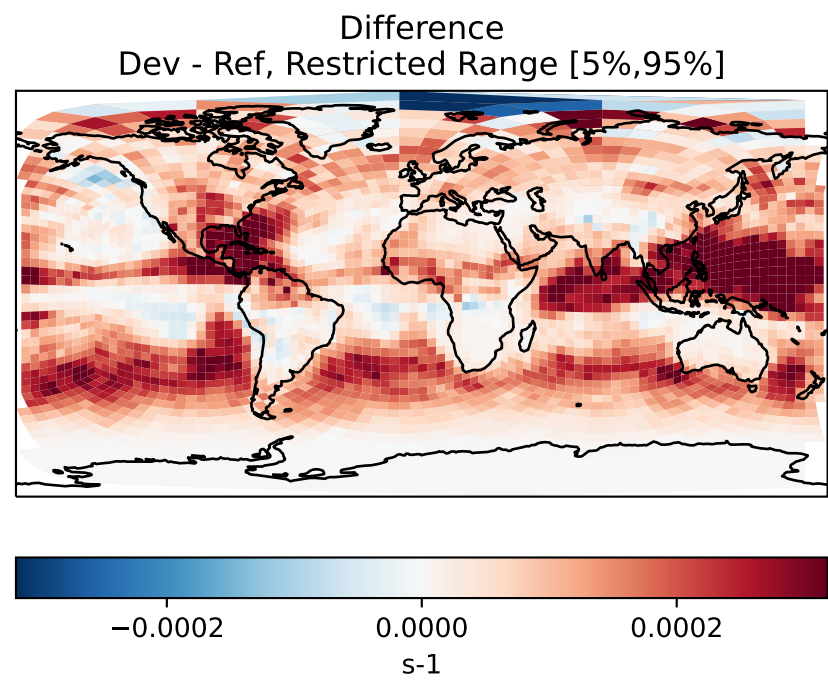 Difference
Dev - Ref, Restricted Range [5%,95%]
−0.0002 0.0000 0.0002
s-1